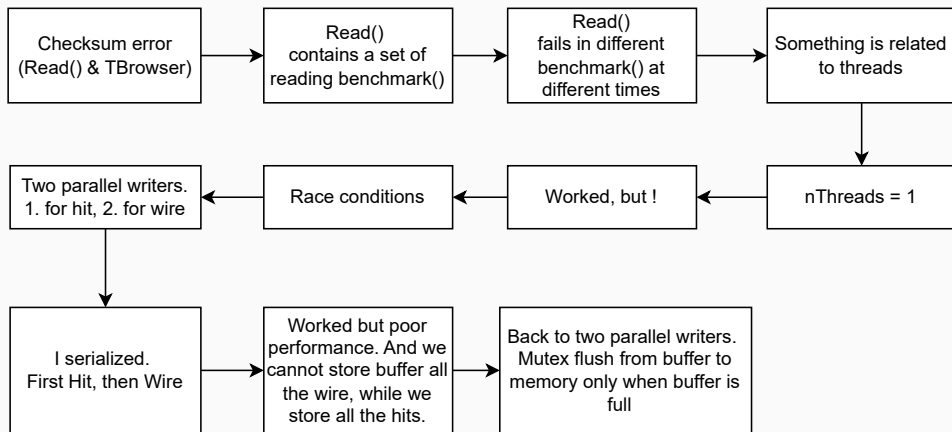 Checksum error
(Read() & TBrowser)
Read()
contains a set of
reading benchmark()
Read()
fails in different
benchmark() at
different times
Something is related
to threads
nThreads = 1
Worked, but !
Race conditions
Two parallel writers.
1. for hit, 2. for wire
I serialized.
First Hit, then Wire
Worked but poor
performance. And we
cannot store buffer all
the wire, while we
store all the hits.
Back to two parallel writers.
Mutex flush from buffer to
memory only when buffer is
full